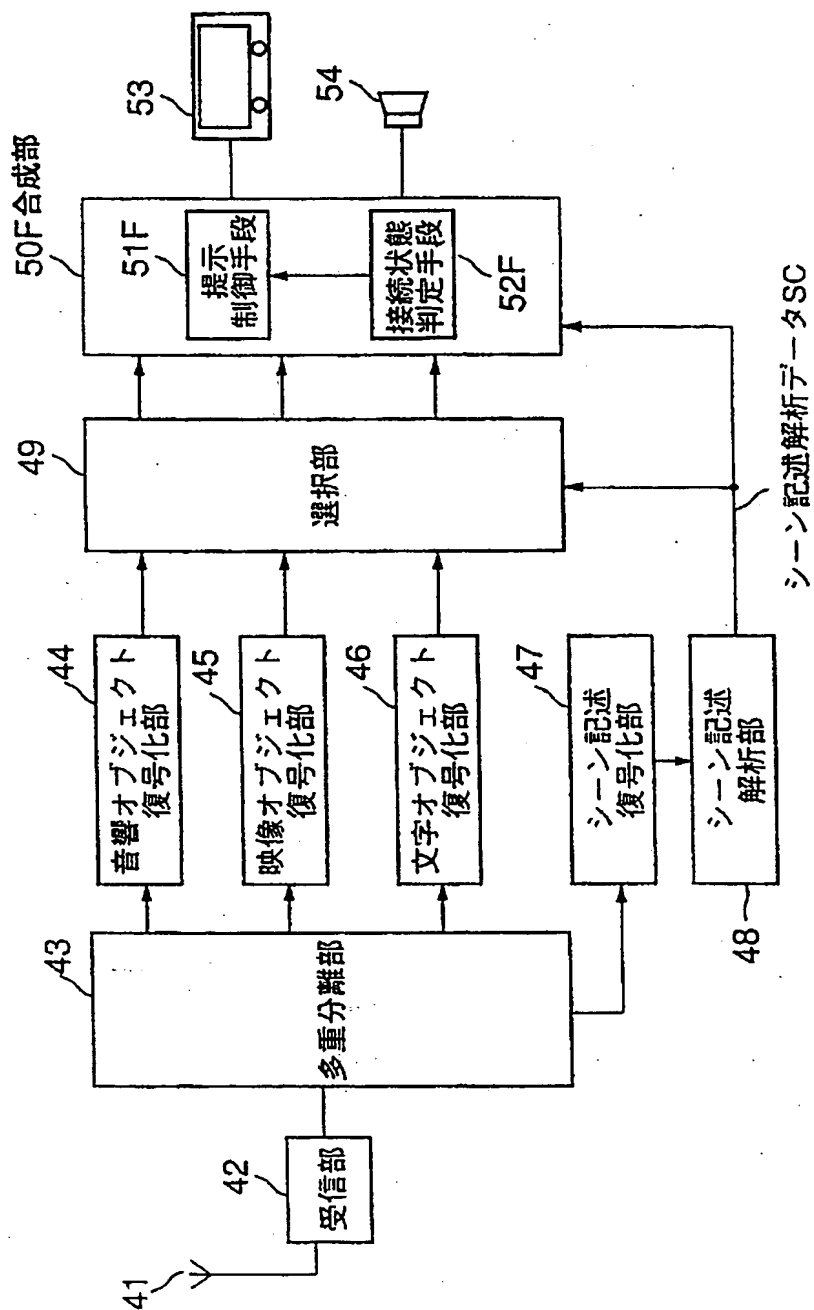 41
42
受信部
43
多重分離部
44
音響オブジェクト
復号化部
45
映像オブジェクト
復号化部
46
文字オブジェクト
復号化部
47
シーン記述
復号化部
48
シーン記述
解析部
49
選択部
シーン記述解析データSC
50F合成部
51F
提示
制御手段
接続状態
判定手段
52F
53
54